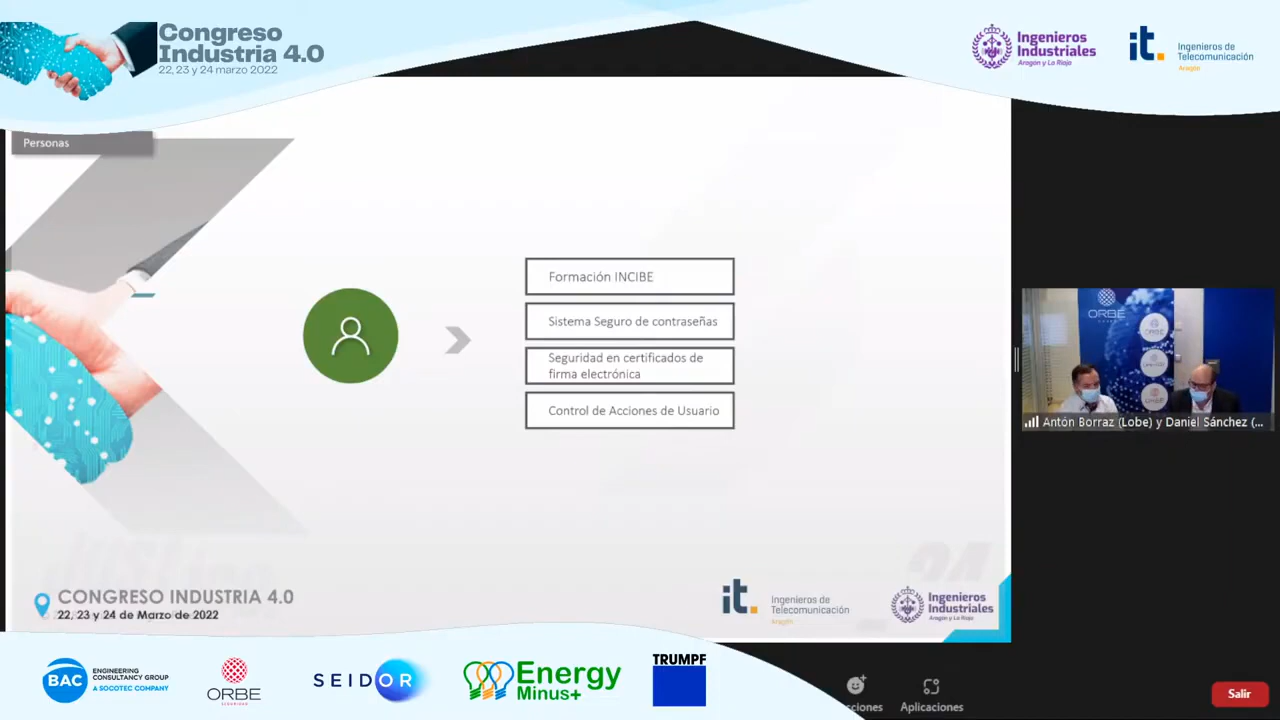 Congreso
Industria 4.0
22, 23 y 24 marzo 2022
Ingenieros
Industriales
Aragón y La Rioja
it.
Ingenieros de
Telecomunicación
Aragón
Personas
Formación INCIBE
Sistema Seguro de contraseñas
Seguridad en certificados de
firma electrónica
Control de Acciones de Usuario
ORBE
Antón Borraz (Lobe) y Daniel Sánchez (...
CONGRESO INDUSTRIA 4.0
22, 23 y 24 de Marzo de 2022
it.
Ingenieros de
Telecomunicación
Aragón
Ingenieros
Industriales
Aragón y La Rioja
BAC
ENGINEERING
CONSULTANCY GROUP
A SOCOTEC COMPANY
ORBE
SEGURIDAD
SEIDOR
Energy
Minus+
TRUMPF
Aplicaciones
Salir